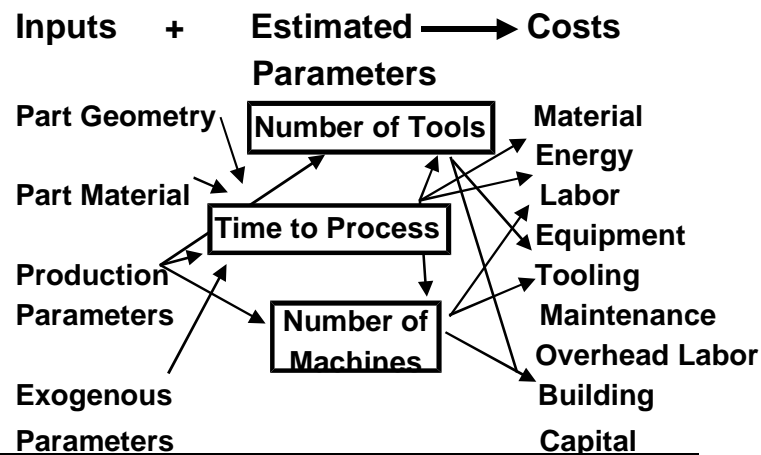 Inputs + Estimated Costs
Parameters
Part Geometry
Part Material
Production
Parameters
Exogenous
Parameters
Number of Tools
Time to Process
Number of
Machines
Material
Energy
Labor
Equipment
Tooling
Maintenance
Overhead Labor
Building
Capital